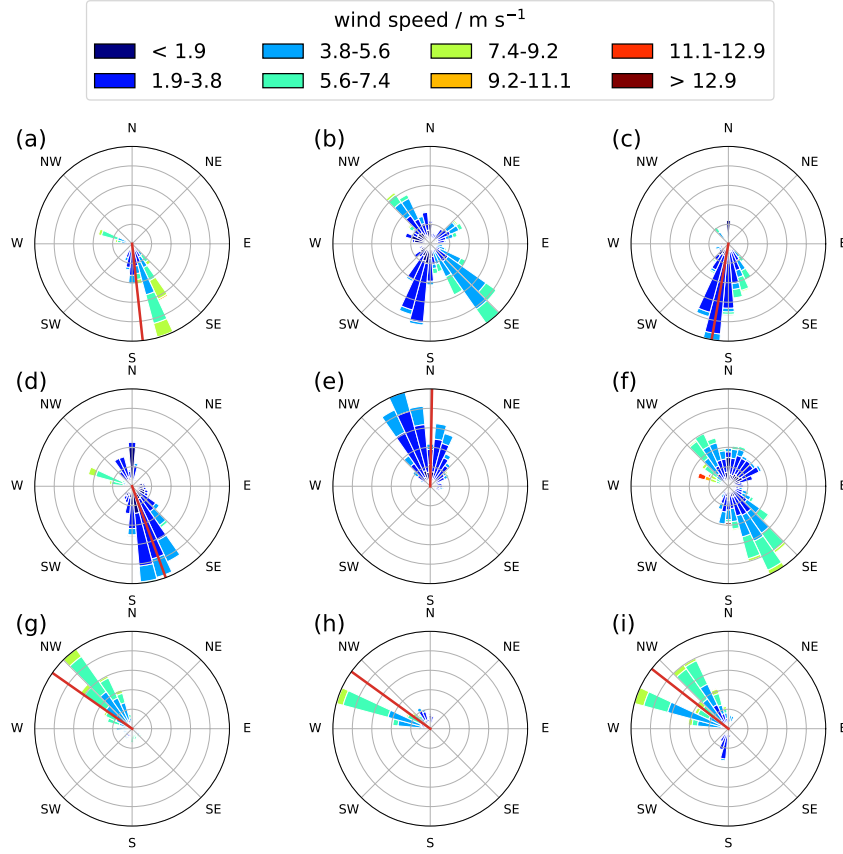 wind speed / m s⁻¹
< 1.9 3.8-5.6 7.4-9.2 11.1-12.9
1.9-3.8 5.6-7.4 9.2-11.1 > 12.9
(a) N (b) N (c) N
NW NE NW NE NW NE
W E W E W E
SW SE SW SE SW SE
S S S
(d) N (e) N (f) N
NW NE NW NE NW NE
W E W E W E
SW SE SW SE SW SE
S S S
(g) N (h) N (i) N
NW NE NW NE NW NE
W E W E W E
SW SE SW SE SW SE
S S S